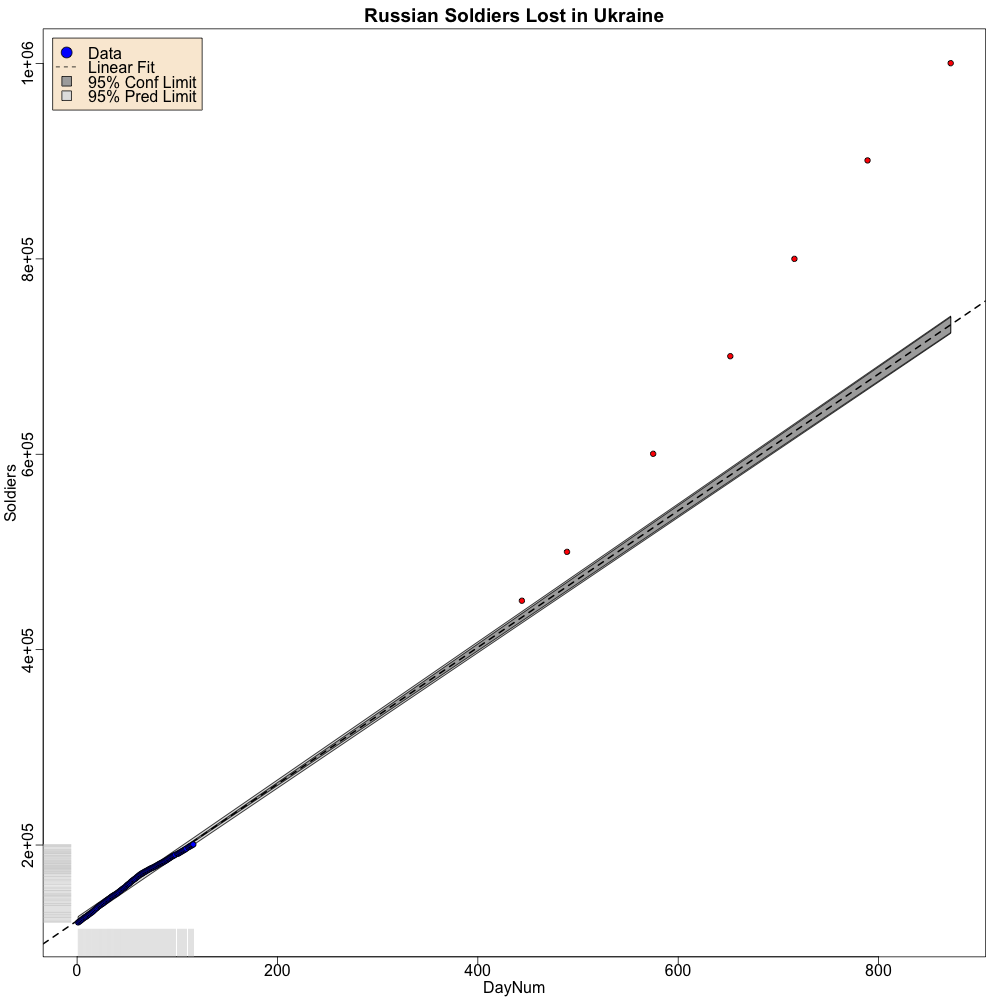 Russian Soldiers Lost in Ukraine
Data
Linear Fit
95% Conf Limit
95% Pred Limit
1e+06
8e+05
6e+05
4e+05
2e+05
Soldiers
0 200 400 600 800
DayNum